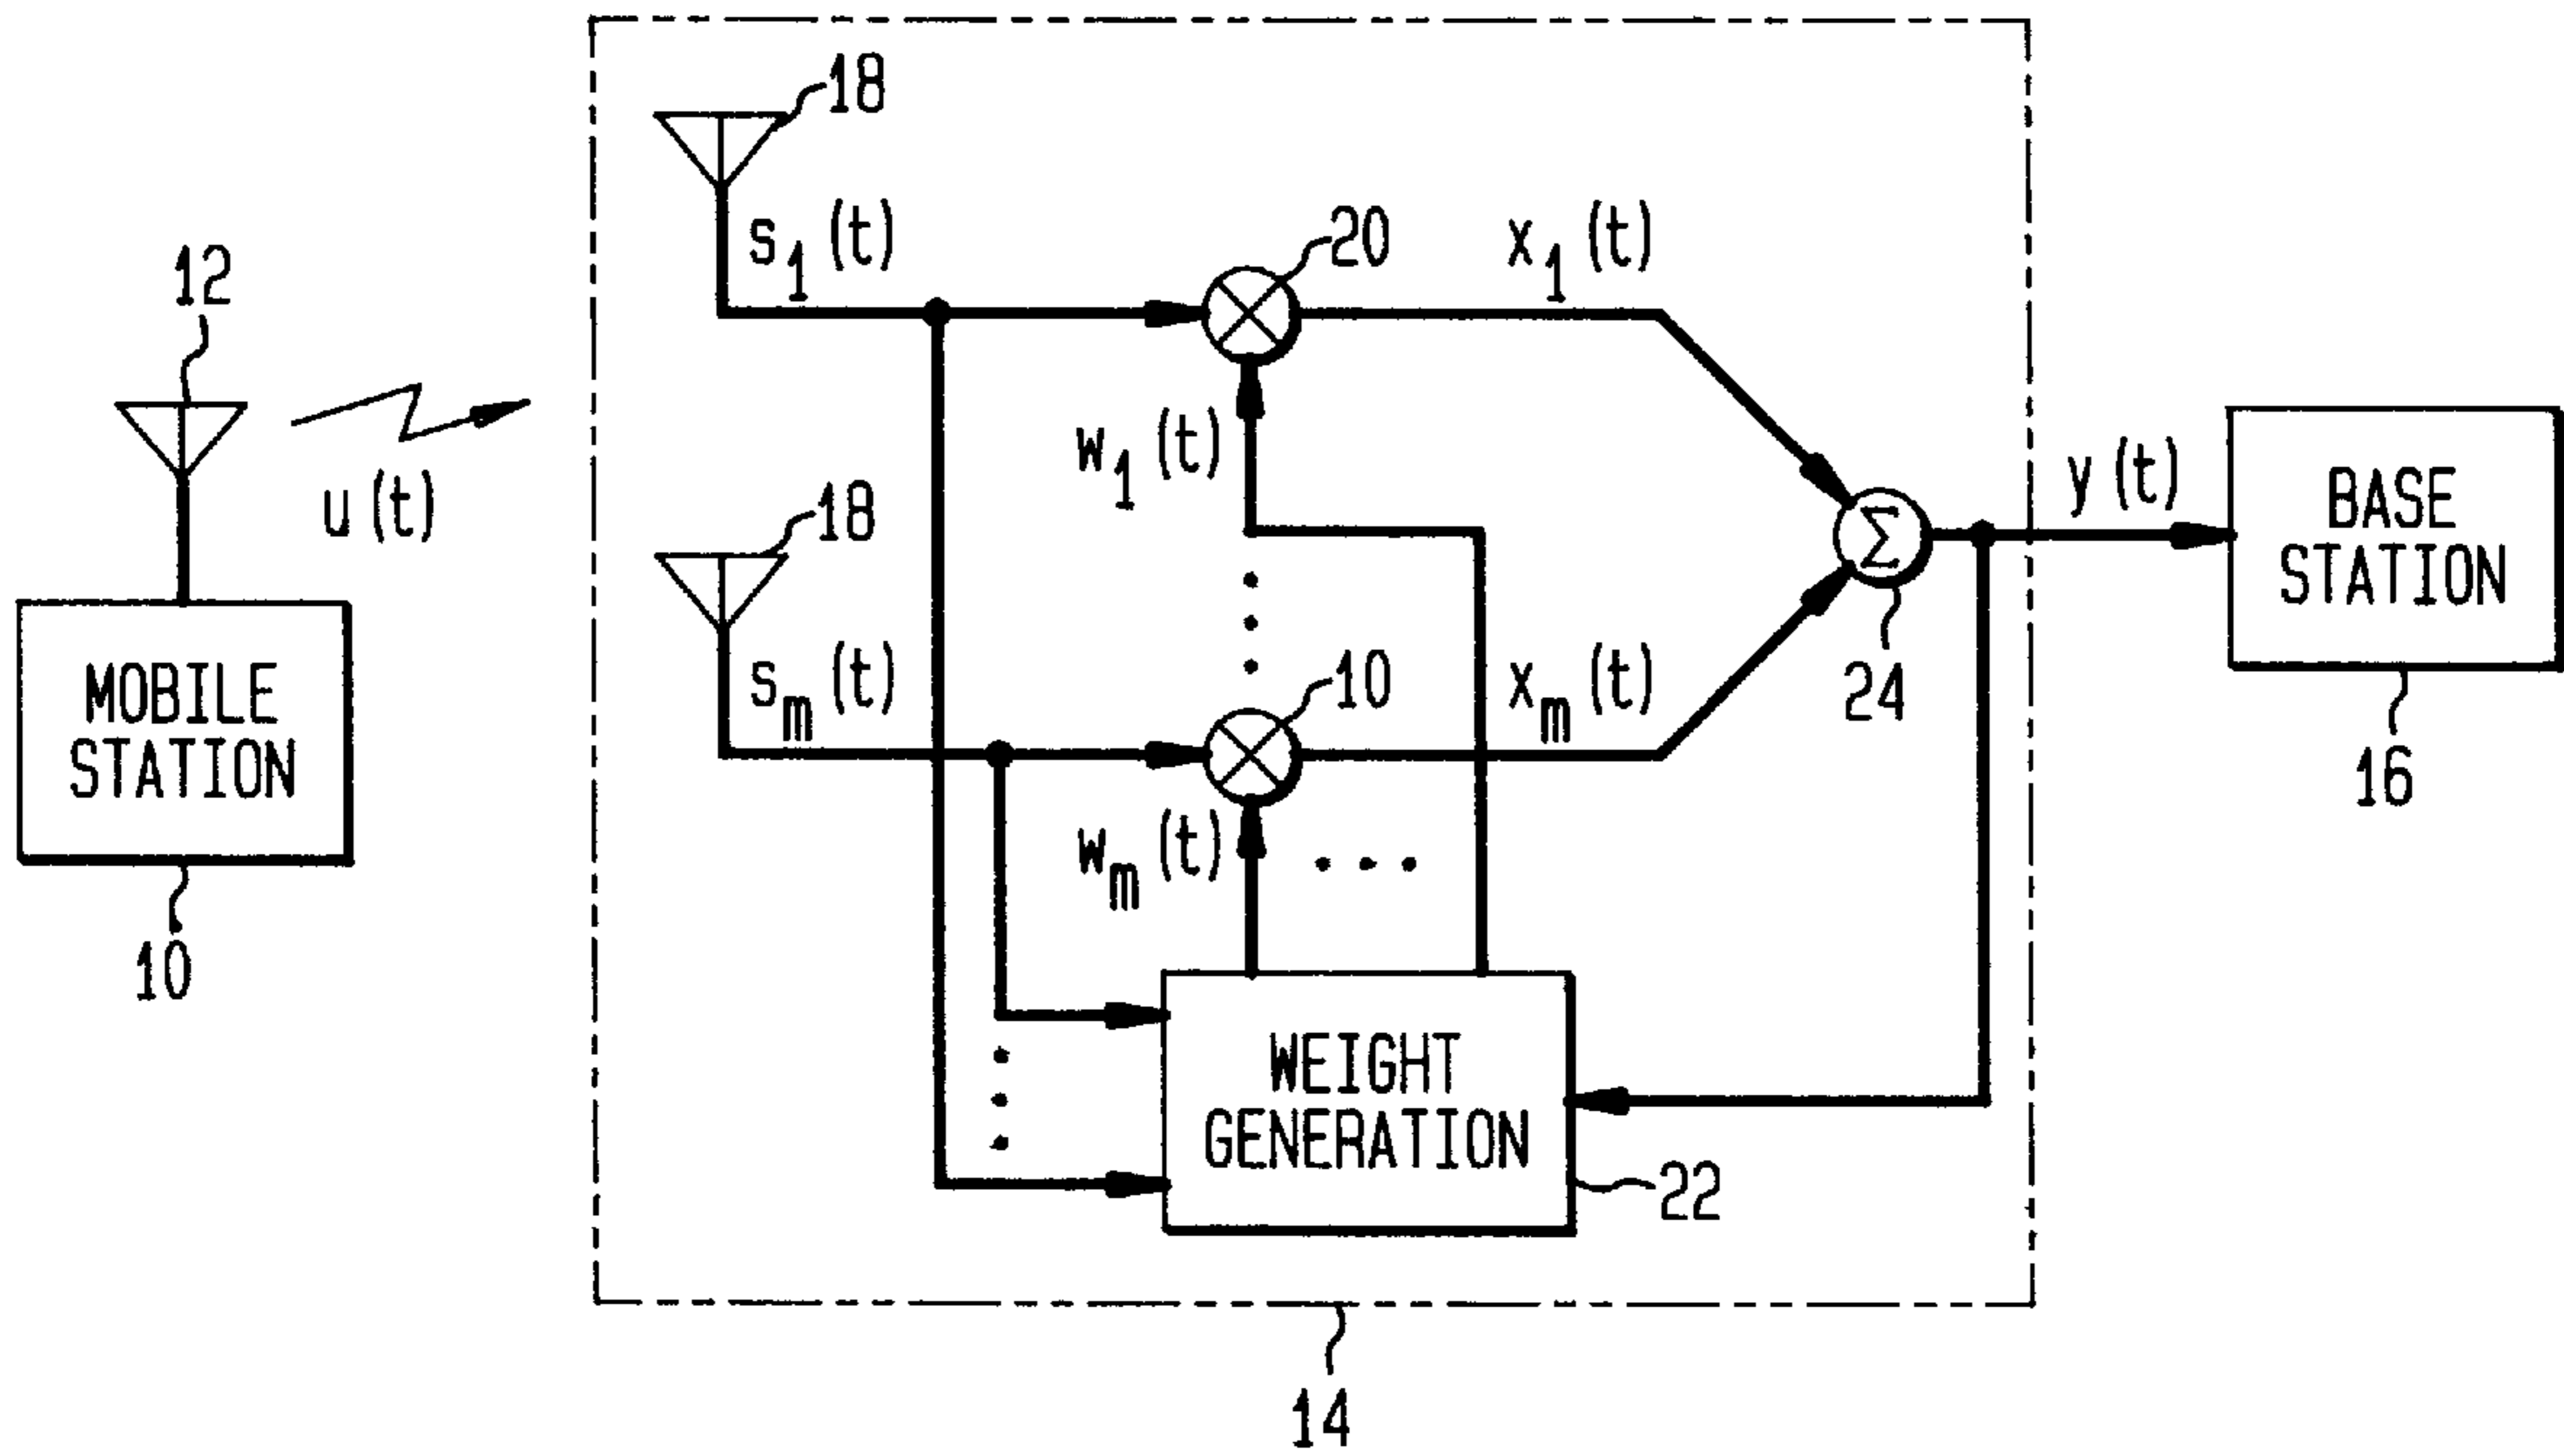 18
s1(t)
20
x1(t)
12
w1(t)
u(t)
18
y(t)
BASE
STATION
Σ
MOBILE
STATION
sm(t)
10
xm(t)
24
16
wm(t)
10
WEIGHT
GENERATION
22
14